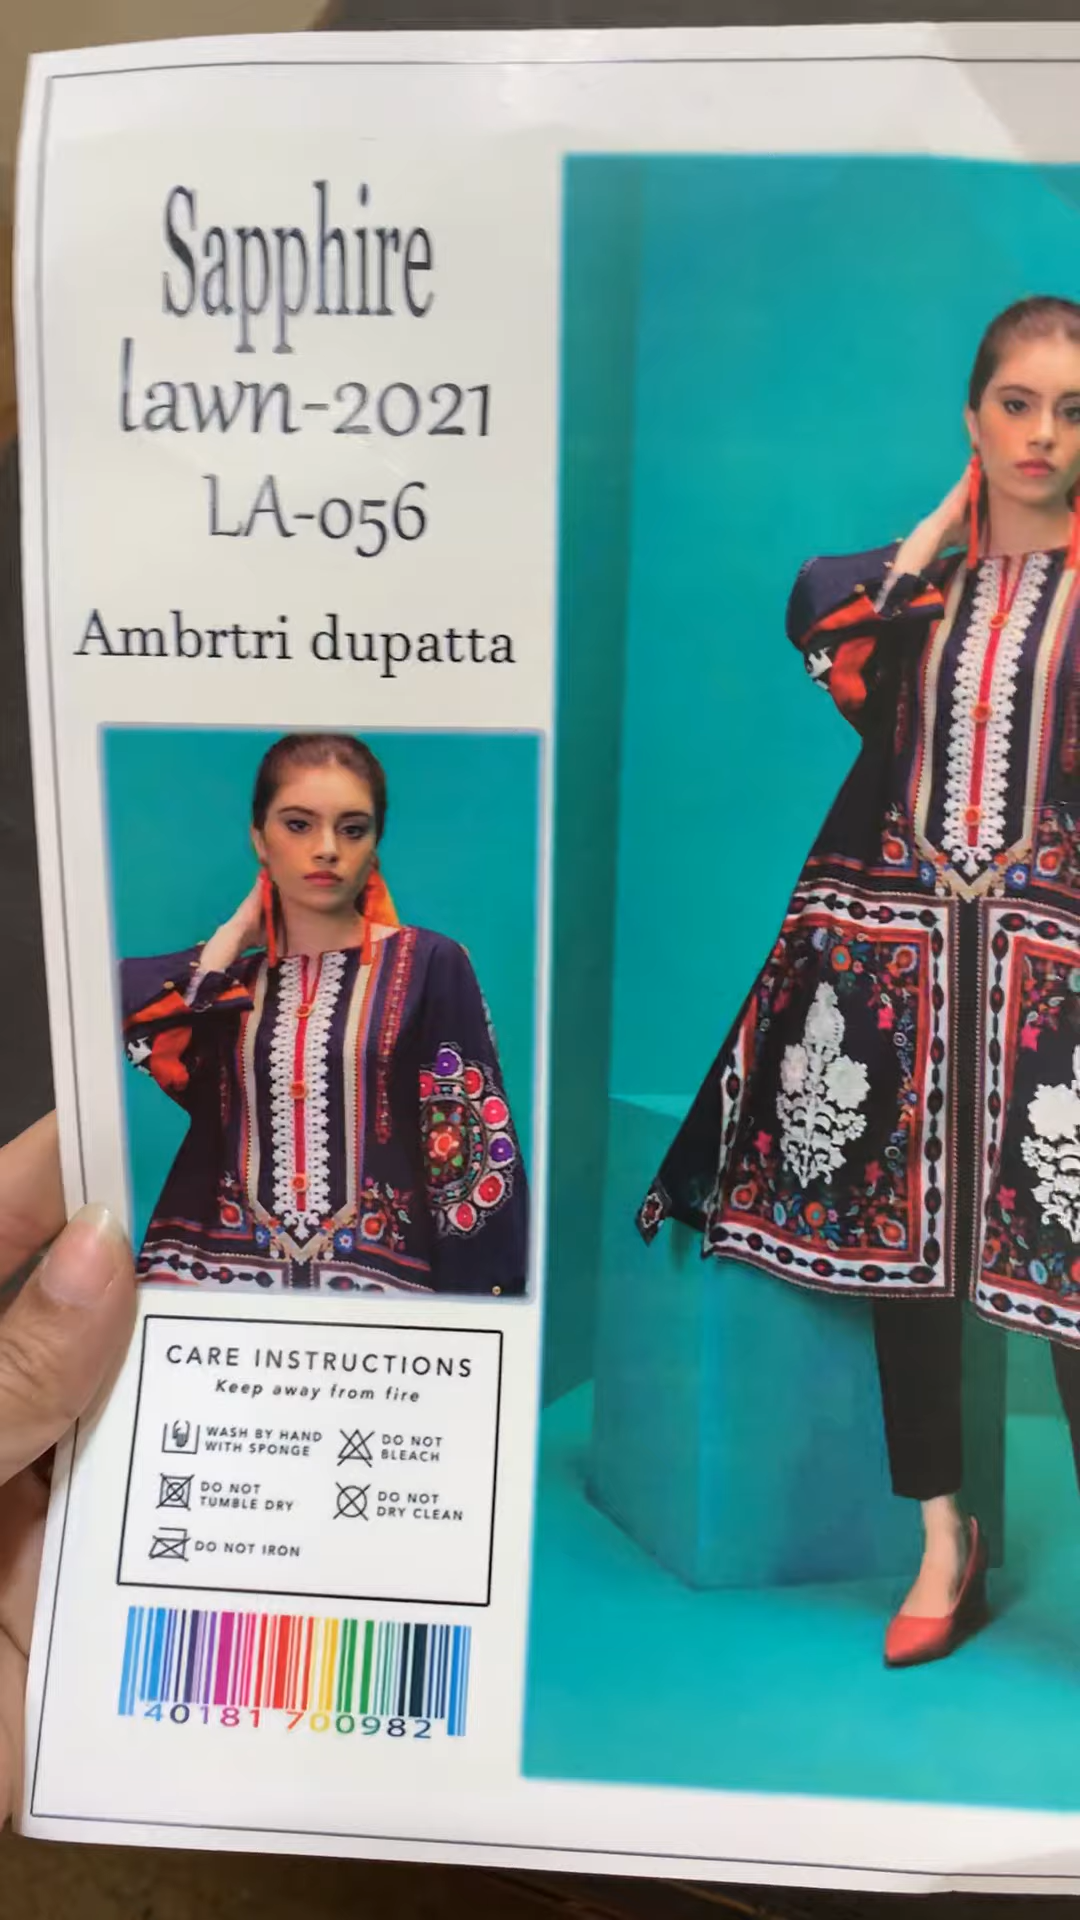 Sapphire
lawn-2021
LA-056
Ambrtri dupatta
CARE INSTRUCTIONS
Keep away from fire
WASH BY HAND
WITH SPONGE
DO NOT
BLEACH
DO NOT
TUMBLE DRY
DO NOT
DRY CLEAN
DO NOT IRON
40181 700982